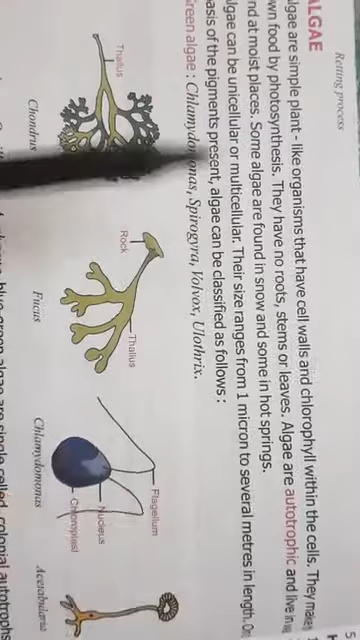 Retting process
ALGAE
Algae are simple plant - like organisms that have cell walls and chlorophyll within the cells. They make
own food by photosynthesis. They have no roots, stems or leaves. Algae are autotrophic and live in
and at moist places. Some algae are found in snow and some in hot springs.
Algae can be unicellular or multicellular. Their size ranges from 1 micron to several metres in length. On
basis of the pigments present, algae can be classified as follows :
Green algae : Chlamydomonas, Spirogyra, Volvox, Ulothrix.
Thallus
Rock
Thallus
Flagellum
Nucleus
Chloroplast
Chondrus
Fucus
Chlamydomonas
Acetabularia
blue-green algae are single celled, colonial autotrophs